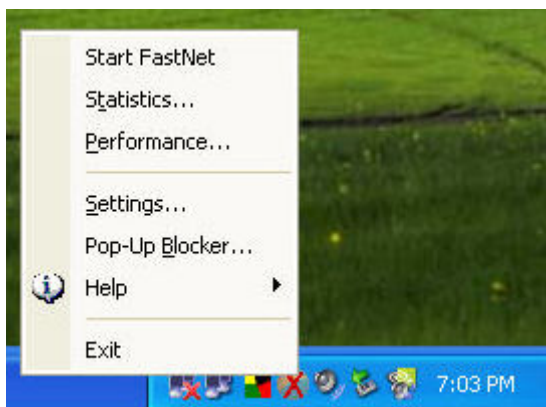 Start FastNet
Statistics...
Performance...
Settings...
Pop-Up Blocker...
Help
Exit
7:03 PM